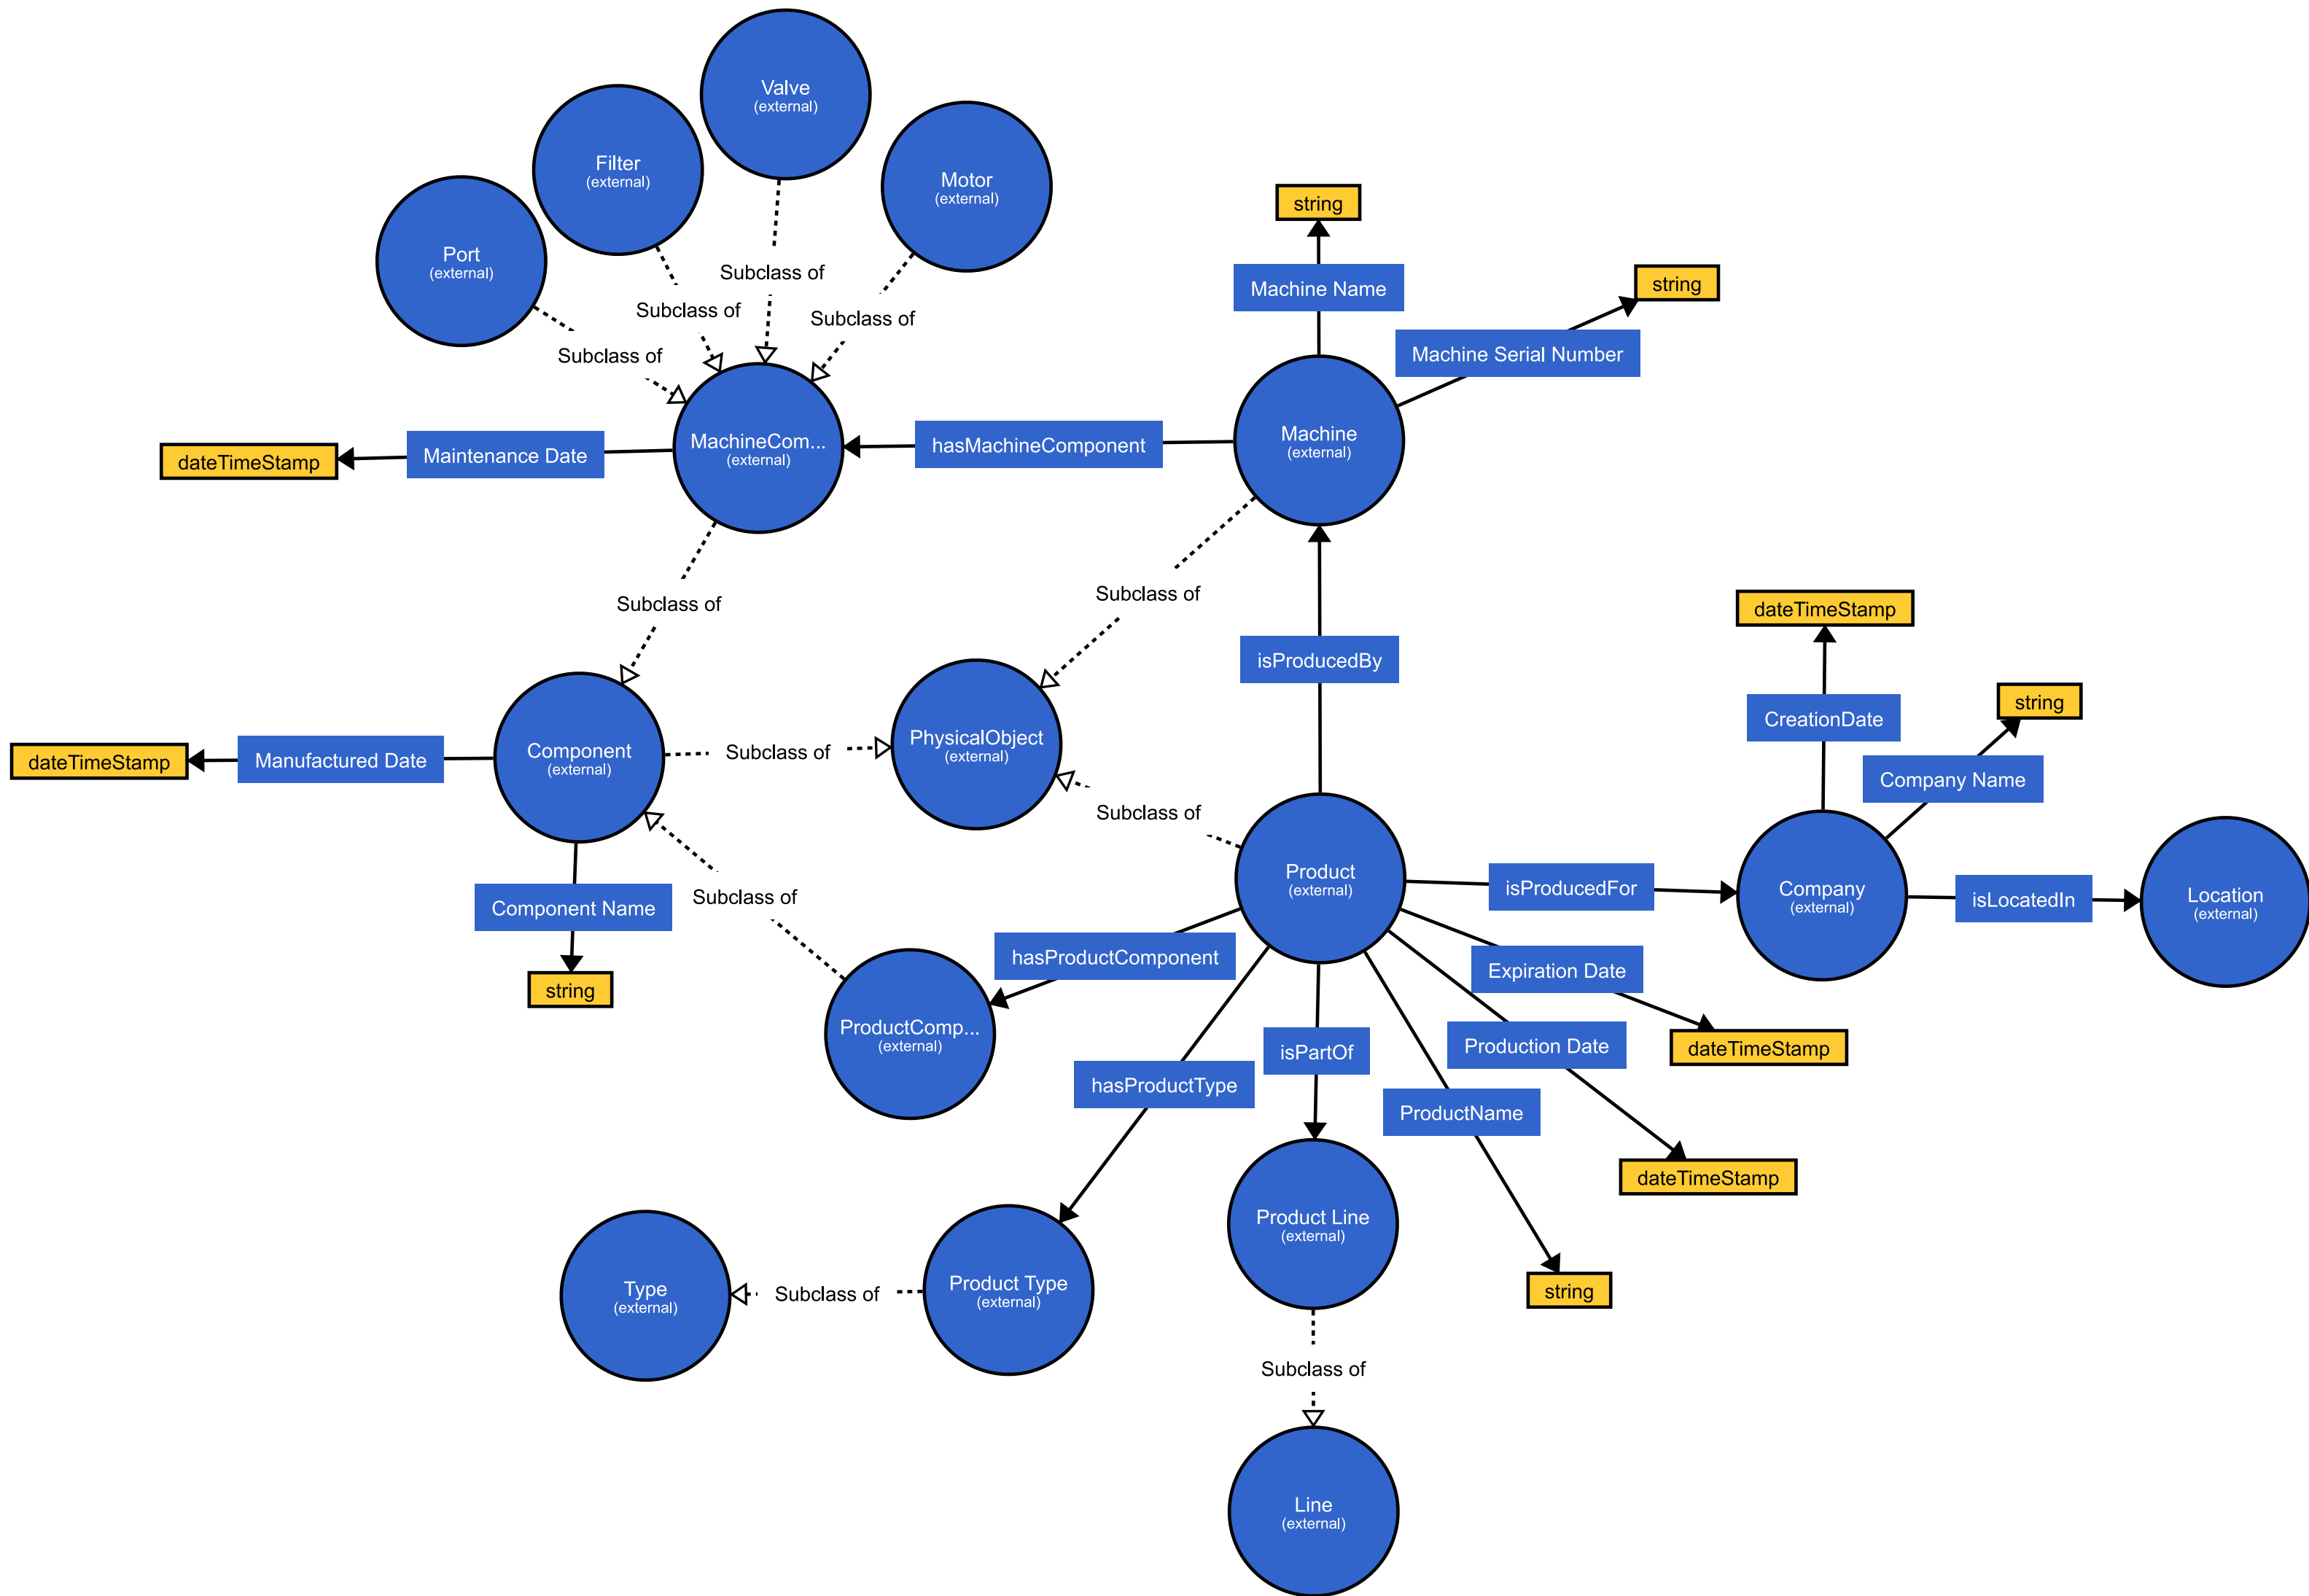 Valve
(external)
Filter
(external)
Motor
(external)
Port
(external)
string
Machine Name
string
Machine Serial Number
Subclass of
Subclass of
Subclass of
Subclass of
MachineCom...
(external)
Maintenance Date
dateTimeStamp
hasMachineComponent
Machine
(external)
Subclass of
Subclass of
isProducedBy
dateTimeStamp
CreationDate
string
Company Name
Component
(external)
Manufactured Date
dateTimeStamp
Subclass of
PhysicalObject
(external)
Subclass of
Component Name
string
Subclass of
Product
(external)
isProducedFor
Company
(external)
isLocatedIn
Location
(external)
hasProductComponent
Expiration Date
dateTimeStamp
ProductComp...
(external)
isPartOf
Production Date
dateTimeStamp
hasProductType
ProductName
string
Product Line
(external)
Type
(external)
Subclass of
Product Type
(external)
Subclass of
Line
(external)